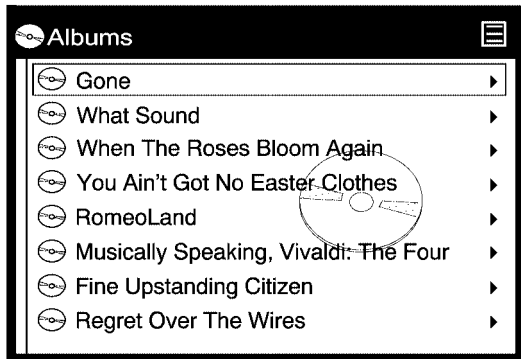 Albums
Gone
What Sound
When The Roses Bloom Again
You Ain't Got No Easter Clothes
RomeoLand
Musically Speaking, Vivaldi: The Four
Fine Upstanding Citizen
Regret Over The Wires